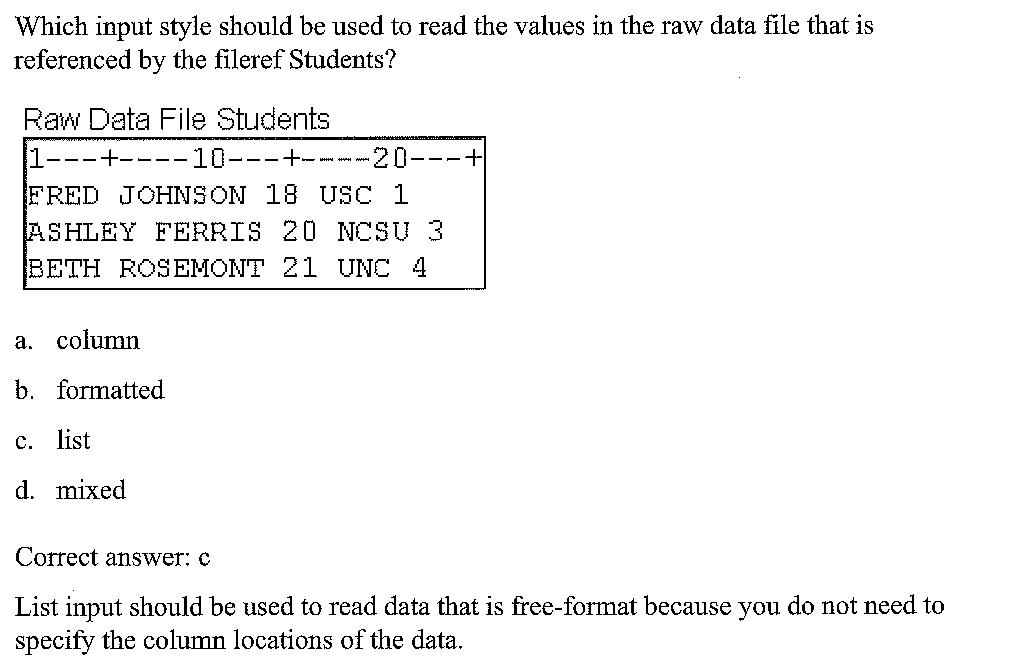 Which input style should be used to read the values in the raw data file that is
referenced by the fileref Students?
Raw Data File Students
1---+----10---+----20---+
FRED JOHNSON 18 USC 1
ASHLEY FERRIS 20 NCSU 3
BETH ROSEMONT 21 UNC 4
a. column
b. formatted
c. list
d. mixed
Correct answer: c
List input should be used to read data that is free-format because you do not need to
specify the column locations of the data.